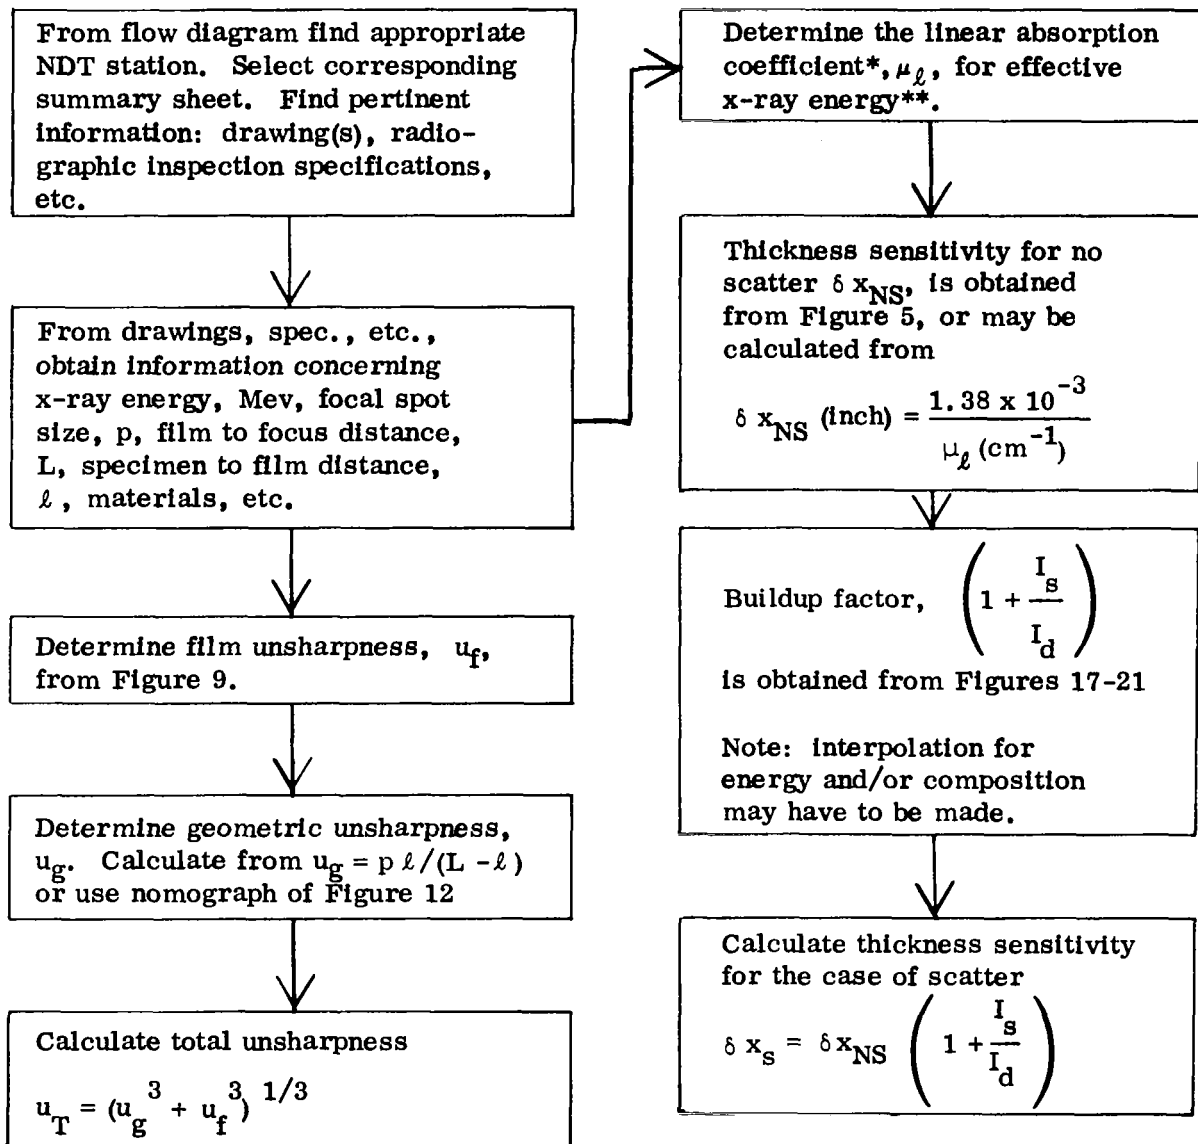 From flow diagram find appropriate
NDT station. Select corresponding
summary sheet. Find pertinent
information: drawing(s), radio-
graphic inspection specifications,
etc.
From drawings, spec., etc.,
obtain information concerning
x-ray energy, Mev, focal spot
size, p, film to focus distance,
L, specimen to film distance,
ℓ, materials, etc.
Determine film unsharpness, u_f,
from Figure 9.
Determine geometric unsharpness,
u_g. Calculate from u_g = p ℓ/(L -ℓ)
or use nomograph of Figure 12
Calculate total unsharpness
u_T = (u_g^3 + u_f^3)^1/3
Determine the linear absorption
coefficient*, μ_ℓ, for effective
x-ray energy**.
Thickness sensitivity for no
scatter δ x_NS, is obtained
from Figure 5, or may be
calculated from
δ x_NS (inch) = 1.38 x 10^-3 / μ_ℓ (cm^-1)
Buildup factor, (1 + I_s/I_d)
is obtained from Figures 17-21
Note: interpolation for
energy and/or composition
may have to be made.
Calculate thickness sensitivity
for the case of scatter
δ x_s = δx_NS (1 + I_s/I_d)